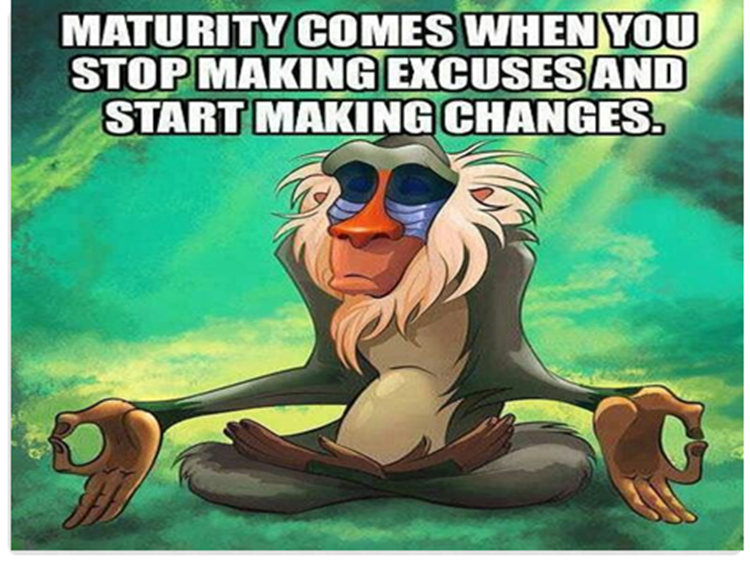 MATURITY COMES WHEN YOU
STOP MAKING EXCUSES AND
START MAKING CHANGES.